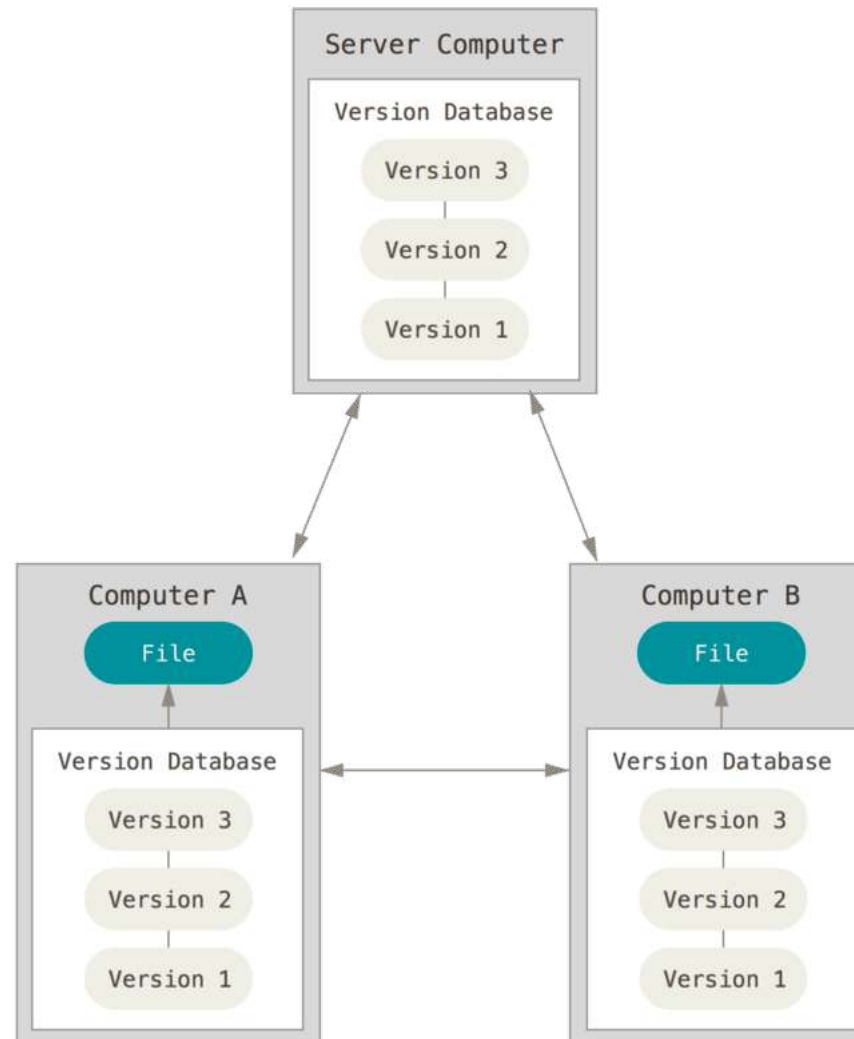 Server Computer
Version Database
Version 3
Version 2
Version 1
Computer A
File
Version Database
Version 3
Version 2
Version 1
Computer B
File
Version Database
Version 3
Version 2
Version 1